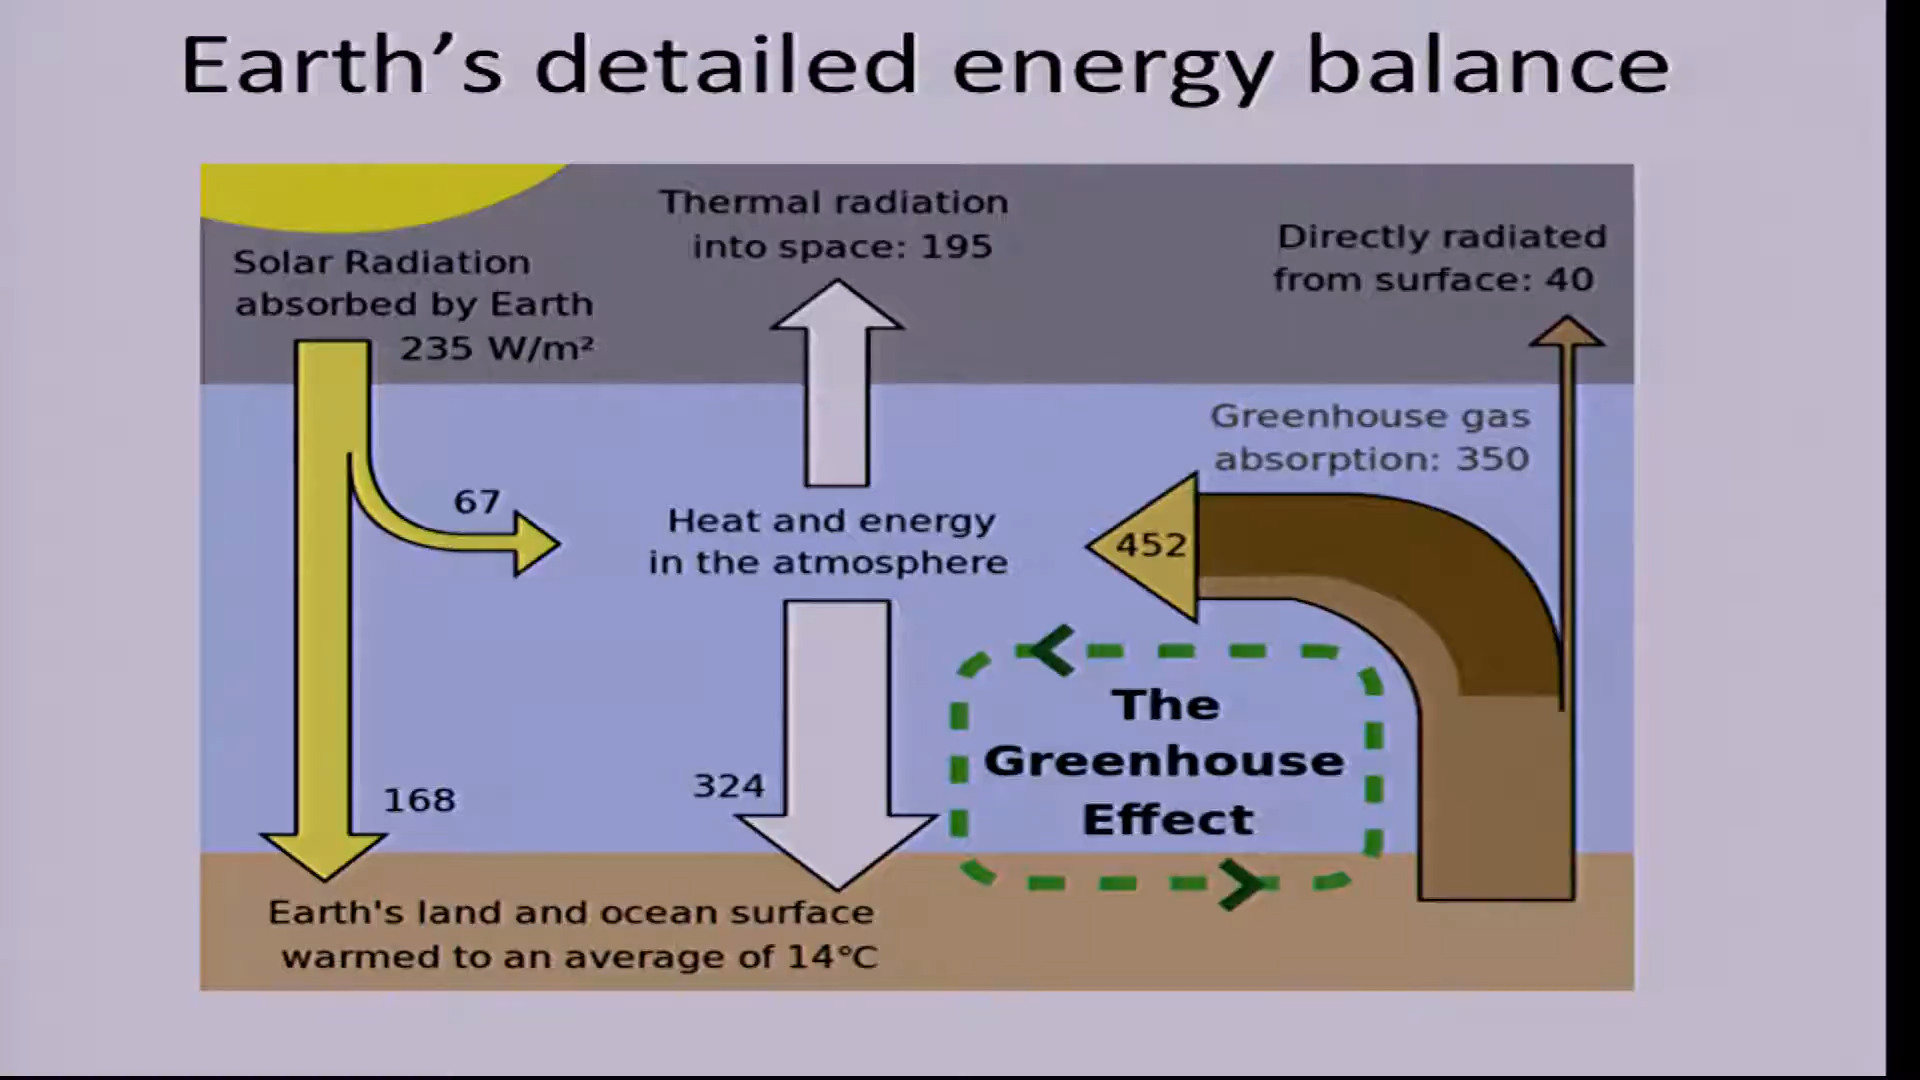 Earth’s detailed energy balance
Thermal radiation
into space: 195
Directly radiated
from surface: 40
Solar Radiation
absorbed by Earth
235 W/m²
Greenhouse gas
absorption: 350
67
Heat and energy
in the atmosphere
452
The
Greenhouse
Effect
168
324
Earth's land and ocean surface
warmed to an average of 14°C